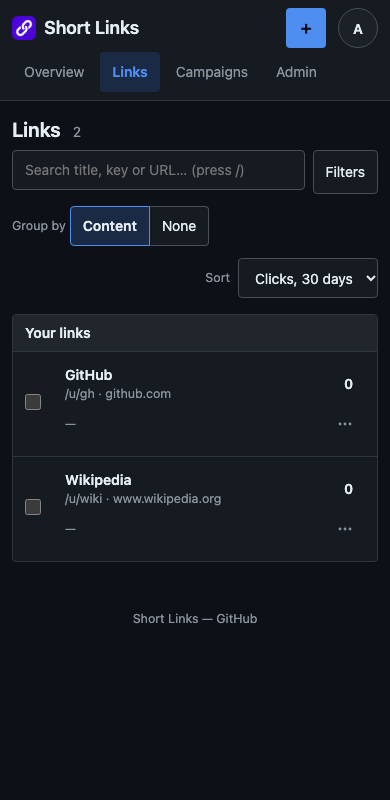 Short Links
+
A
Overview Links Campaigns Admin
Links 2
Search title, key or URL... (press /)
Filters
Group by Content None
Sort Clicks, 30 days
Your links
GitHub
0
/u/gh · github.com
— ...
Wikipedia
0
/u/wiki · www.wikipedia.org
— ...
Short Links — GitHub